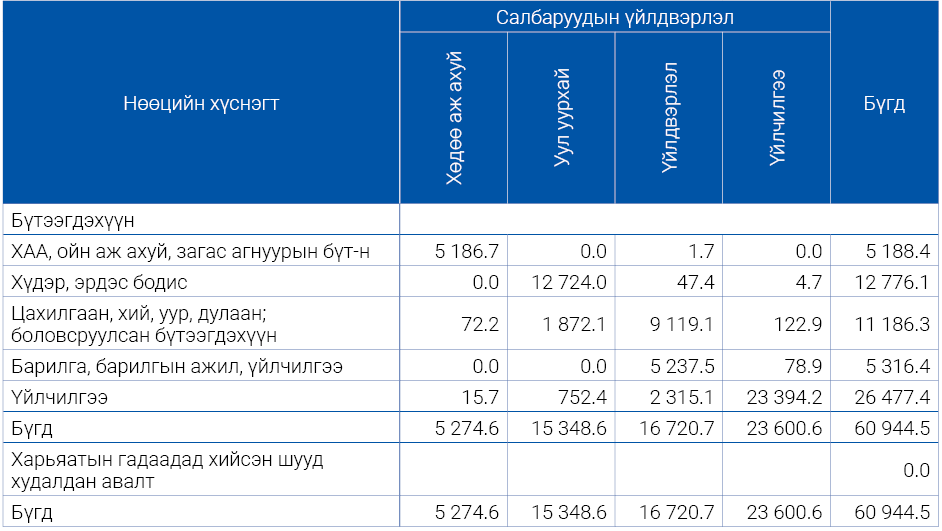 Нөөцийн хүснэгт
Салбаруудын үйлдвэрлэл
Хөдөө аж ахуй
Уул уурхай
Үйлдвэрлэл
Үйлчилгээ
Бүгд
Бүтээгдэхүүн
ХАА, ойн аж ахуй, загас агнуурын бүт-н 5 186.7 0.0 1.7 0.0 5 188.4
Хүдэр, эрдэс бодис 0.0 12 724.0 47.4 4.7 12 776.1
Цахилгаан, хий, уур, дулаан;
боловсруулсан бүтээгдэхүүн 72.2 1 872.1 9 119.1 122.9 11 186.3
Барилга, барилгын ажил, үйлчилгээ 0.0 0.0 5 237.5 78.9 5 316.4
Үйлчилгээ 15.7 752.4 2 315.1 23 394.2 26 477.4
Бүгд 5 274.6 15 348.6 16 720.7 23 600.6 60 944.5
Харьяатын гадаадад хийсэн шууд
худалдан авалт 0.0
Бүгд 5 274.6 15 348.6 16 720.7 23 600.6 60 944.5